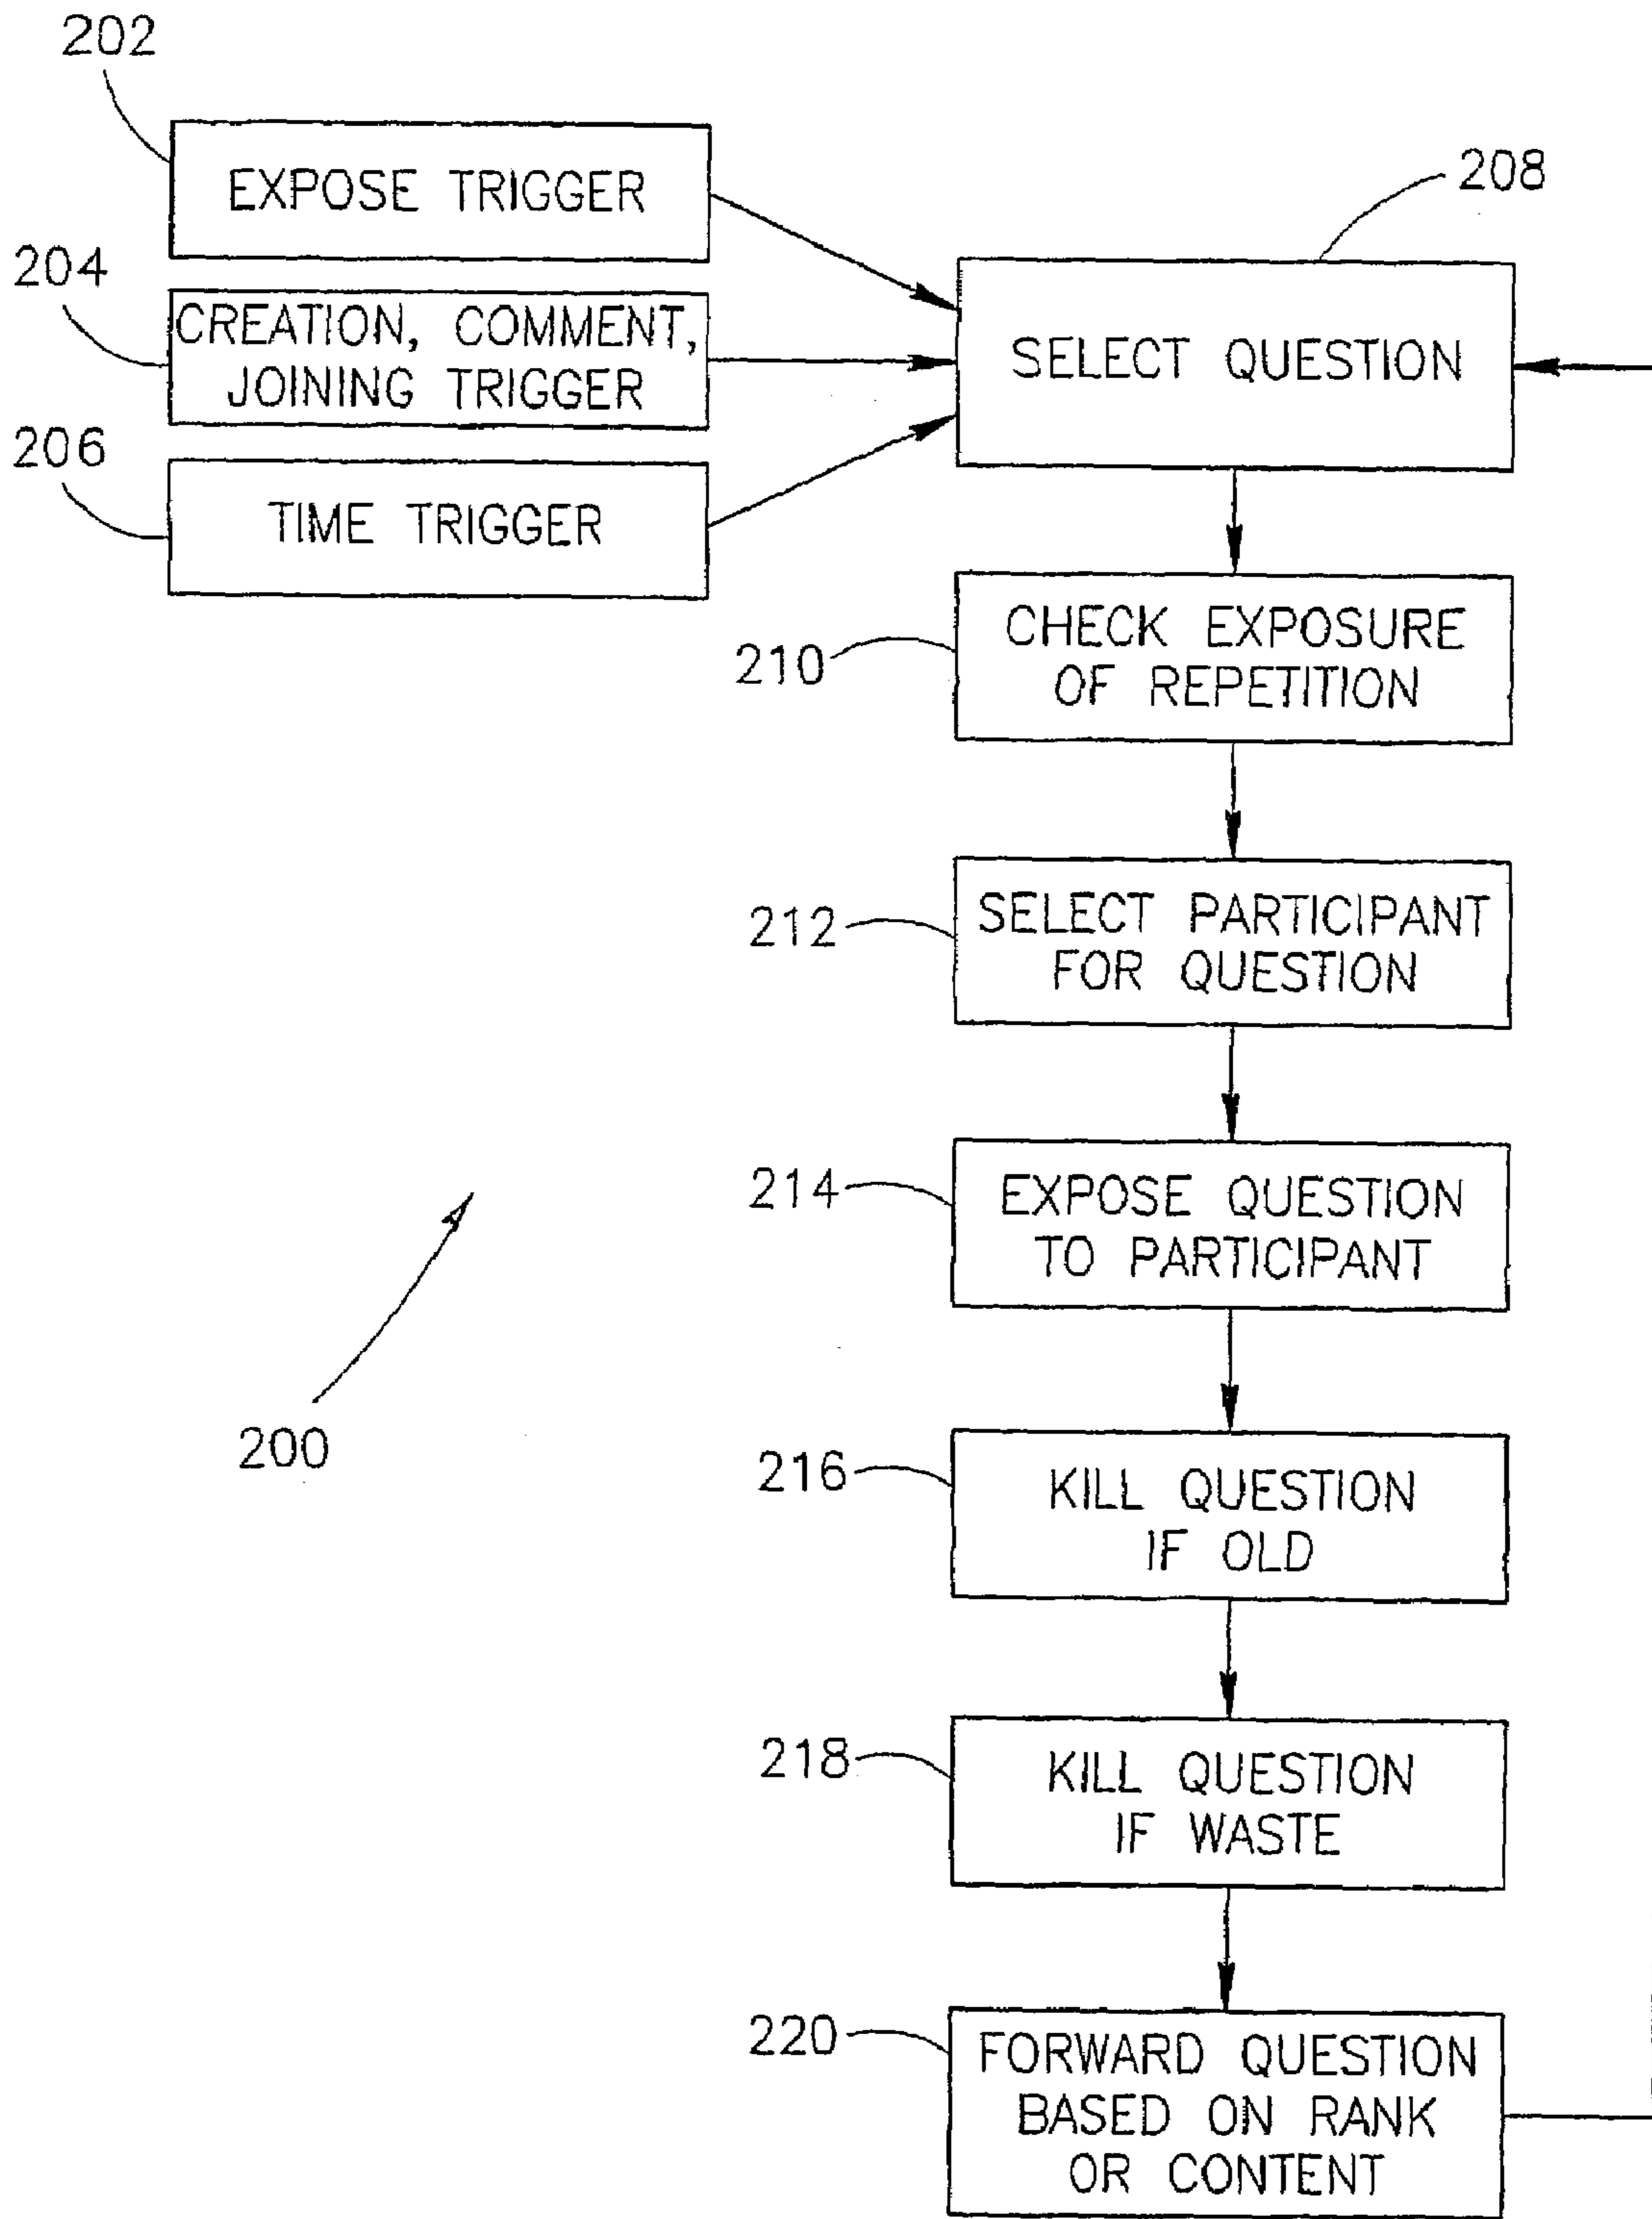 202
EXPOSE TRIGGER
208
204
CREATION, COMMENT,
JOINING TRIGGER
SELECT QUESTION
206
TIME TRIGGER
210
CHECK EXPOSURE
OF REPETITION
212
SELECT PARTICIPANT
FOR QUESTION
214
EXPOSE QUESTION
TO PARTICIPANT
200
216
KILL QUESTION
IF OLD
218
KILL QUESTION
IF WASTE
220
FORWARD QUESTION
BASED ON RANK
OR CONTENT